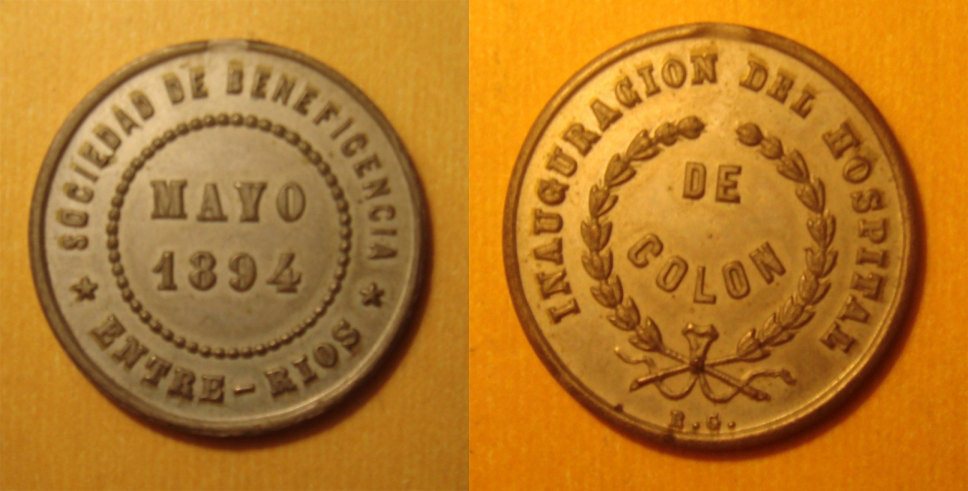 SOCIEDAD DE BENEFICENCIA
MAYO
1894
★ ENTRE-RIOS ★
INAUGURACION DEL HOSPITAL
DE
COLON
R.G.